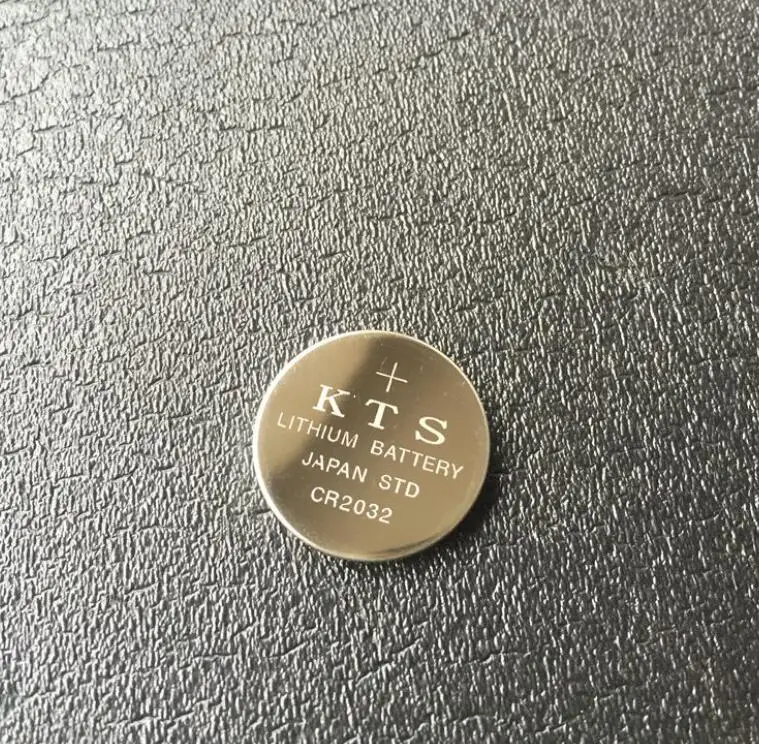 +
KTS
LITHIUM BATTERY
JAPAN STD
CR2032